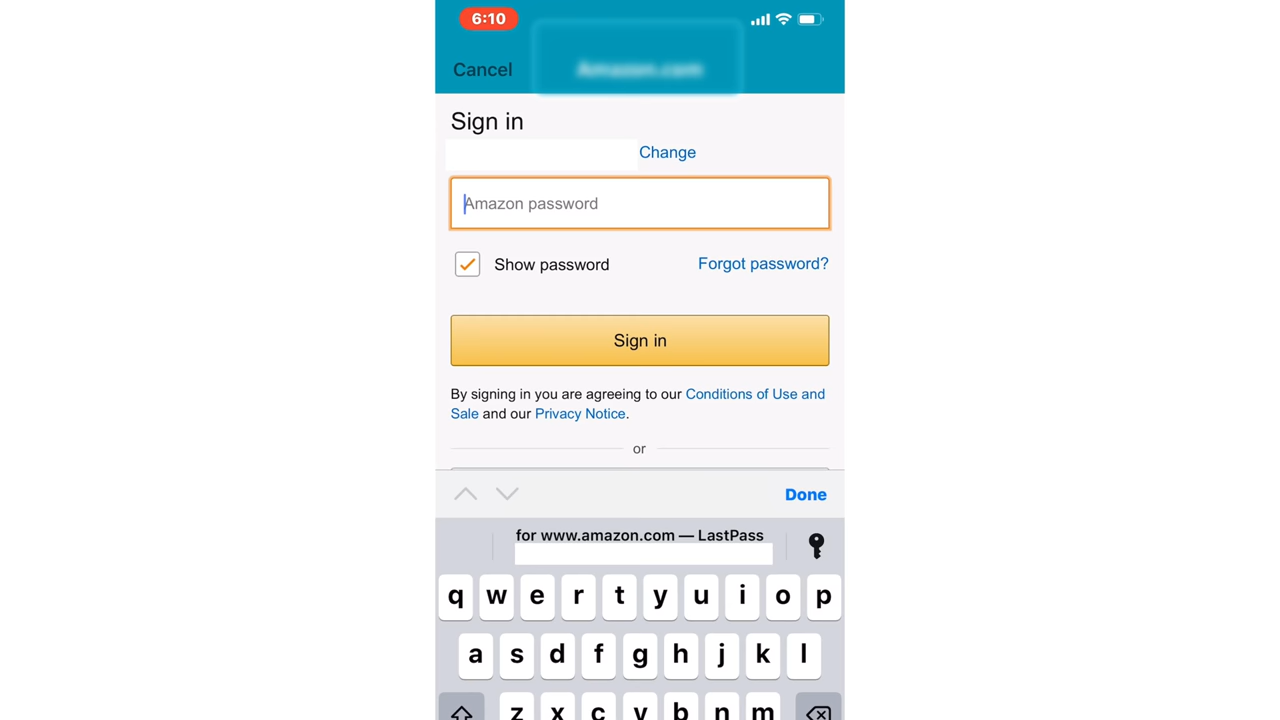 6:10
Cancel
Amazon.com
Sign in
Change
Amazon password
Show password
Forgot password?
Sign in
By signing in you are agreeing to our Conditions of Use and
Sale and our Privacy Notice.
or
Done
for www.amazon.com — LastPass
q w e r t y u i o p
a s d f g h j k l
z x c v b n m